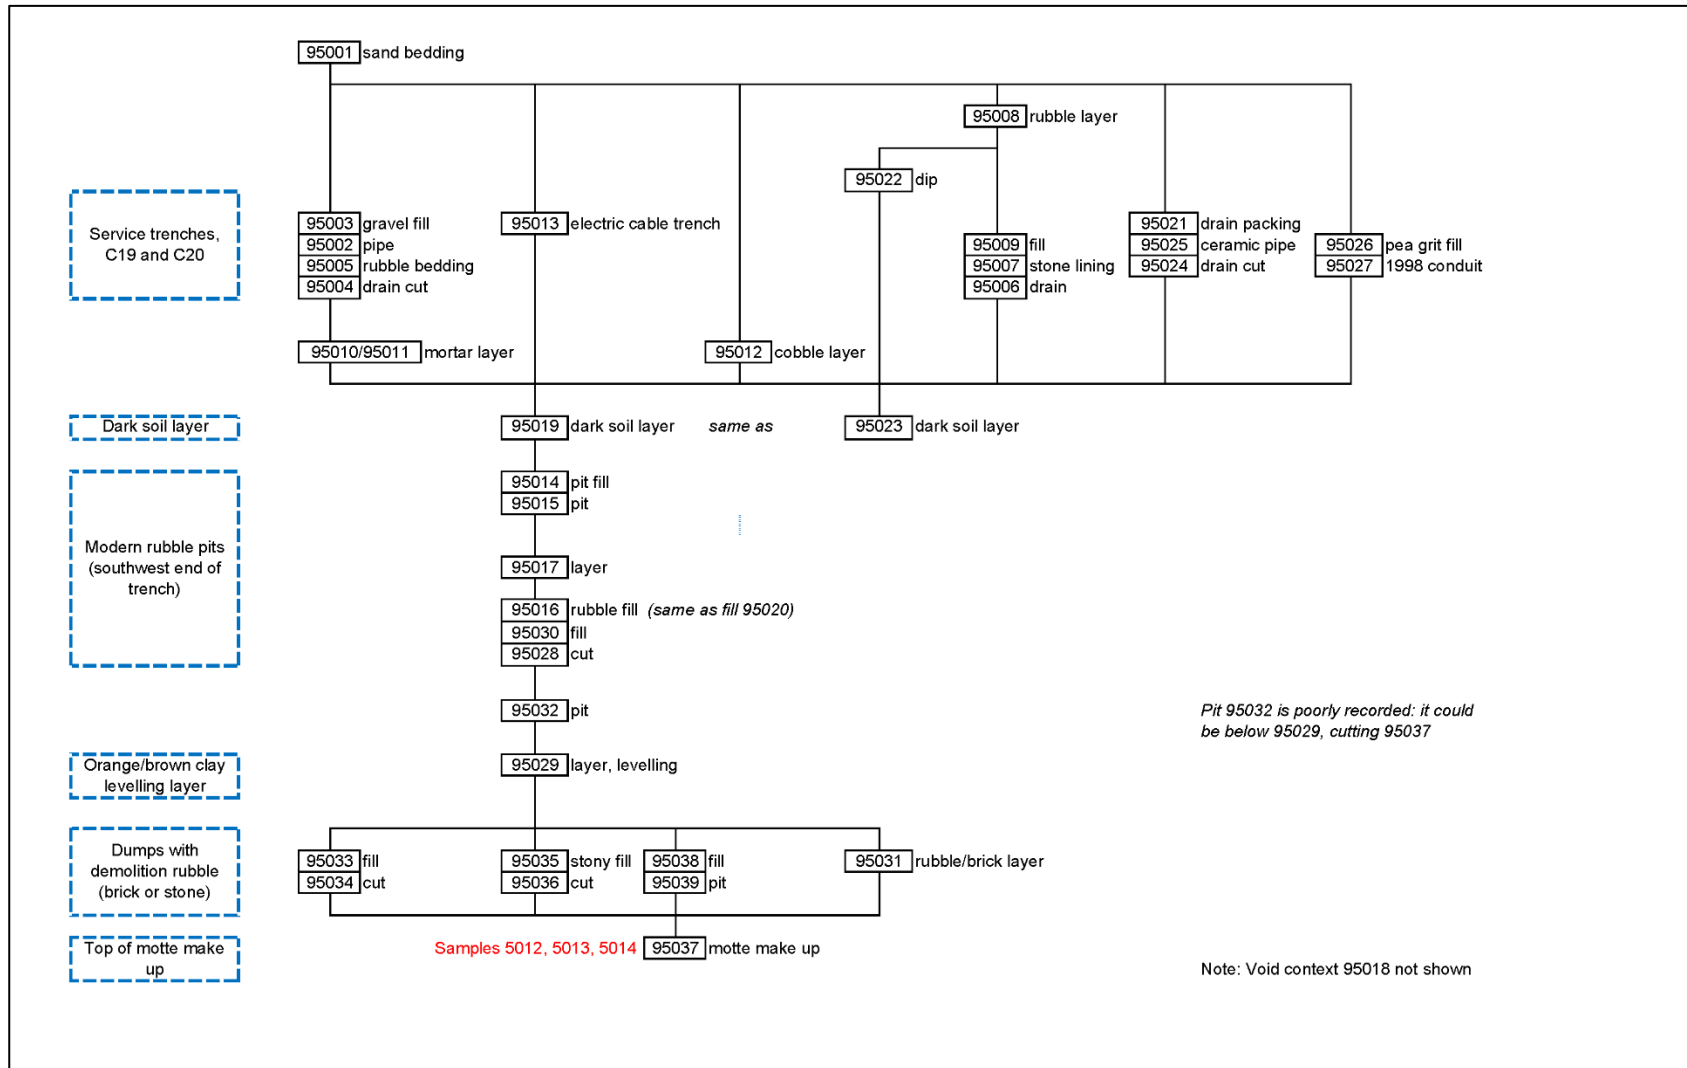 95001 sand bedding
95008 rubble layer
95022 dip
Service trenches,
C19 and C20
95003 gravel fill
95002 pipe
95005 rubble bedding
95004 drain cut
95013 electric cable trench
95009 fill
95007 stone lining
95006 drain
95021 drain packing
95025 ceramic pipe
95024 drain cut
95026 pea grit fill
95027 1998 conduit
95010/95011 mortar layer
95012 cobble layer
Dark soil layer
95019 dark soil layer same as 95023 dark soil layer
Modern rubble pits
(southwest end of
trench)
95014 pit fill
95015 pit
95017 layer
95016 rubble fill (same as fill 95020)
95030 fill
95028 cut
95032 pit
Pit 95032 is poorly recorded: it could
be below 95029, cutting 95037
Orange/brown clay
levelling layer
95029 layer, levelling
Dumps with
demolition rubble
(brick or stone)
95033 fill
95034 cut
95035 stony fill
95036 cut
95038 fill
95039 pit
95031 rubble/brick layer
Top of motte make
up
Samples 5012, 5013, 5014 95037 motte make up
Note: Void context 95018 not shown